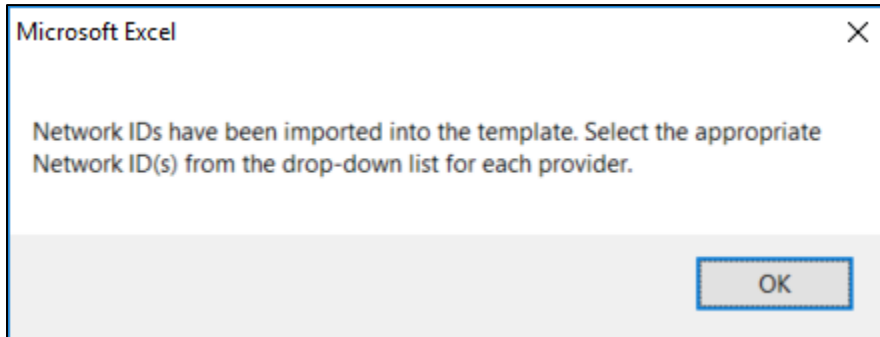 Microsoft Excel
Network IDs have been imported into the template. Select the appropriate
Network ID(s) from the drop-down list for each provider.
OK